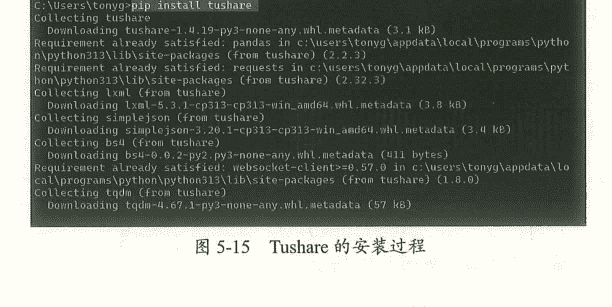 C:\Users\tonyg>pip install tushare
Collecting tushare
Downloading tushare-1.4.19-py3-none-any.whl.metadata (3.1 kB)
Requirement already satisfied: pandas in c:\users\tonyg\appdata\local\programs\pytho
n\python313\lib\site-packages (from tushare) (2.2.3)
Requirement already satisfied: requests in c:\users\tonyg\appdata\local\programs\pyt
hon\python313\lib\site-packages (from tushare) (2.32.3)
Collecting lxml (from tushare)
Downloading lxml-5.3.1-cp313-cp313-win_amd64.whl.metadata (3.8 kB)
Collecting simplejson (from tushare)
Downloading simplejson-3.20.1-cp313-cp313-win_amd64.whl.metadata (3.4 kB)
Collecting bs4 (from tushare)
Downloading bs4-0.0.2-py2.py3-none-any.whl.metadata (411 bytes)
Requirement already satisfied: websocket-client>=0.57.0 in c:\users\tonyg\appdata\lo
cal\programs\python\python313\lib\site-packages (from tushare) (1.8.0)
Collecting tqdm (from tushare)
Downloading tqdm-4.67.1-py3-none-any.whl.metadata (57 kB)
图 5-15 Tushare 的安装过程